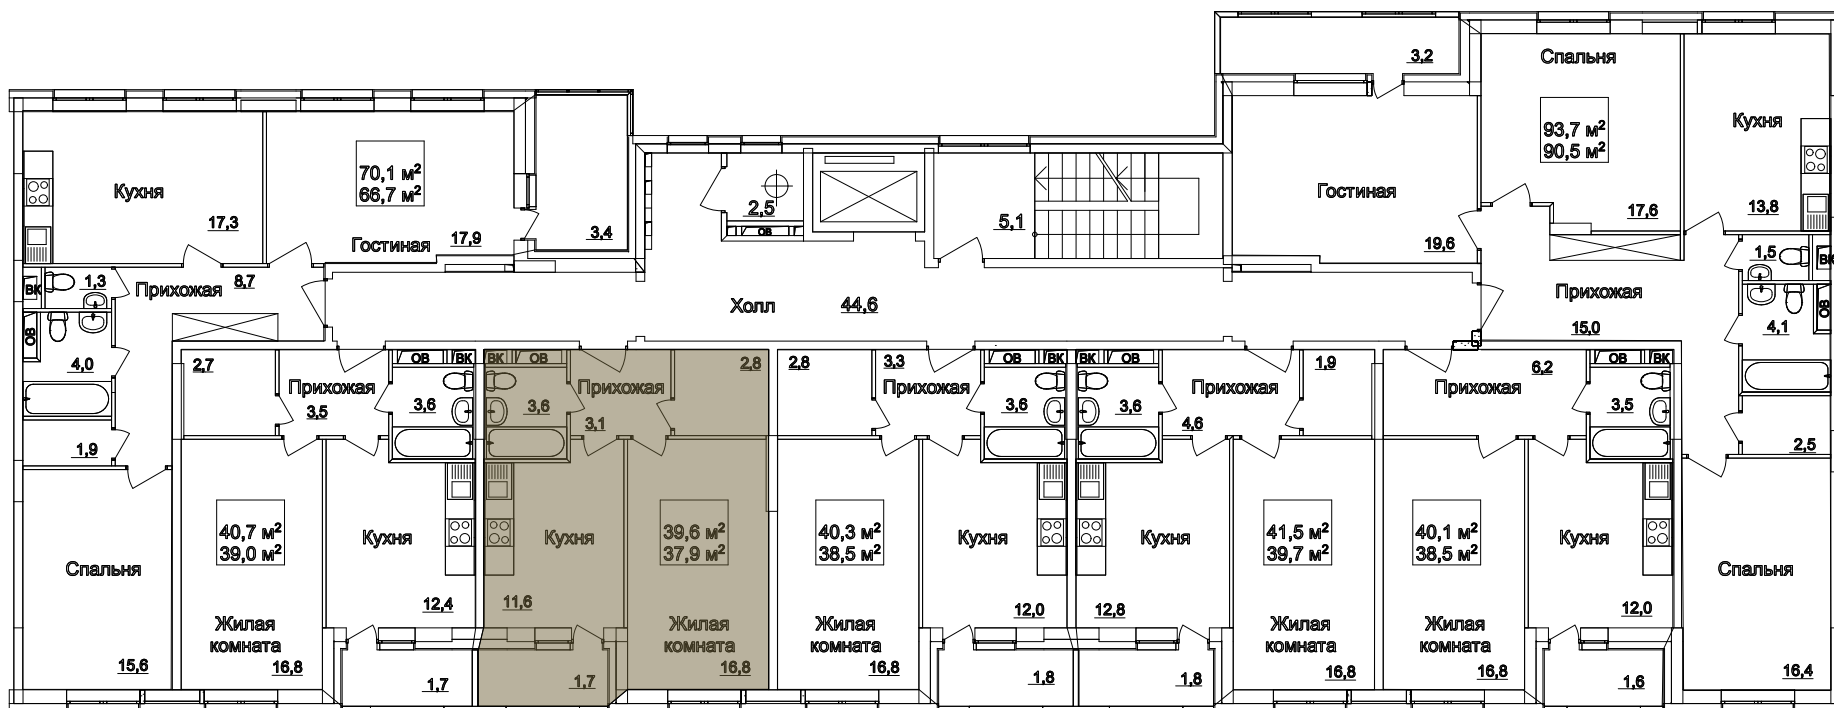 3,2
Спальня
93,7 м²
90,5 м²
Кухня
17,6
13,8
Гостиная
19,6
Кухня
17,3
70,1 м²
66,7 м²
Гостиная
17,9
3,4
2,5
ОВ
5,1
ВК
1,3
Прихожая
8,7
ОВ
4,0
1,9
Холл
44,6
1,5
ВК
Прихожая
15,0
4,1
ОВ
2,5
2,7
Прихожая
3,5
ОВ
ВК
3,6
ВК
ОВ
3,6
Прихожая
3,1
2,8
2,8
3,3
Прихожая
ОВ
ВК
3,6
ВК
ОВ
3,6
Прихожая
4,6
1,9
Прихожая
6,2
ОВ
ВК
3,5
Спальня
15,6
40,7 м²
39,0 м²
Жилая
комната
16,8
Кухня
12,4
1,7
Кухня
11,6
1,7
39,6 м²
37,9 м²
Жилая
комната
16,8
40,3 м²
38,5 м²
Жилая
комната
16,8
Кухня
12,0
1,8
Кухня
12,8
1,8
41,5 м²
39,7 м²
Жилая
комната
16,8
40,1 м²
38,5 м²
Жилая
комната
16,8
Кухня
12,0
1,6
Спальня
16,4